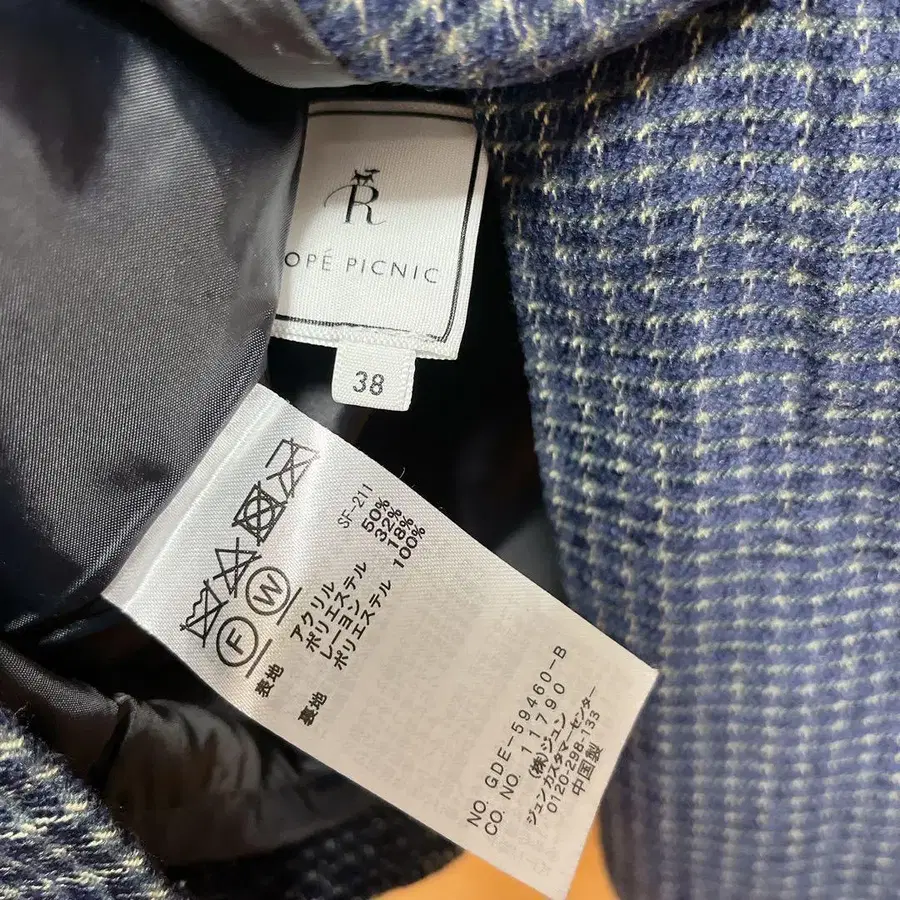 R
OPÉ PICNIC
38
SF-211
表地 アクリル 50%
ポリエステル 32%
レーヨン 18%
裏地 ポリエステル 100%
F W
NO. GDE-59460-B
CO. NO. 11790
(株)ジュン
ジュンカスタマーセンター
0120-298-133
中国製